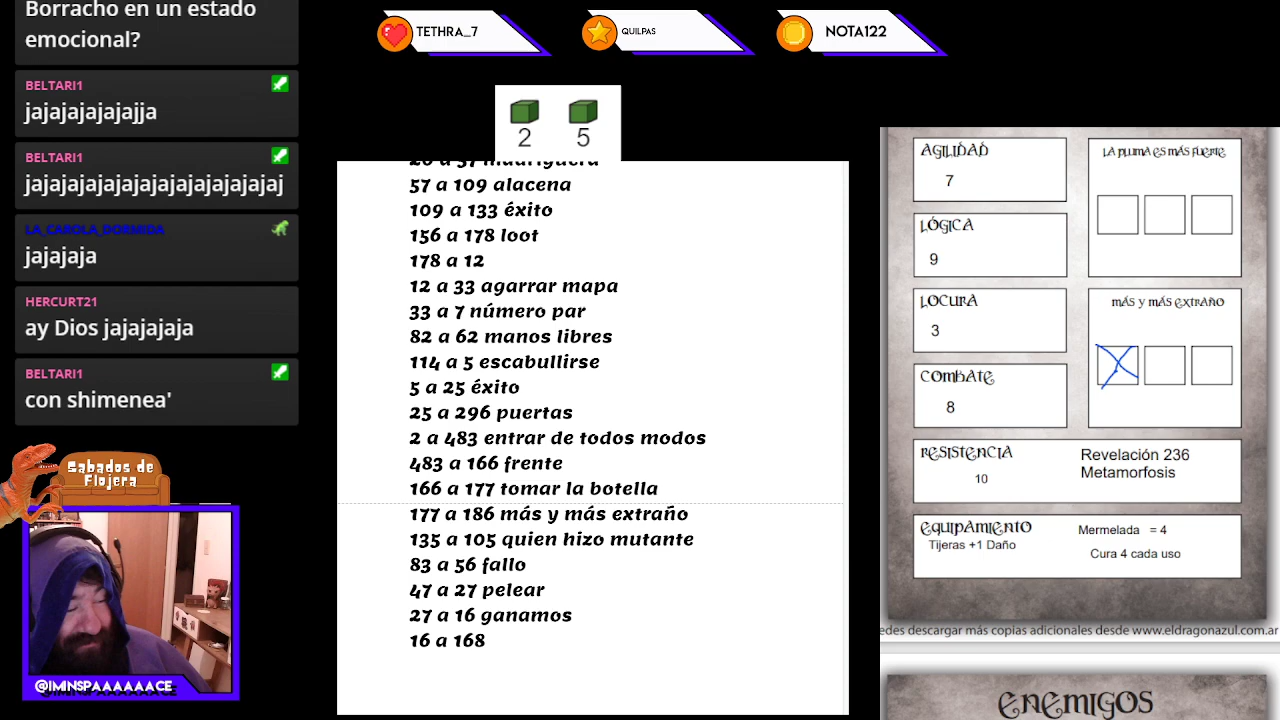 Borracho en un estado
emocional?
BELTARI1
jajajajajajja
BELTARI1
jajajajajajajajajajajajajaj
LA_CABOLA_DORMIDA
jajajaja
HERCURT21
ay Dios jajajajaja
BELTARI1
con shimenea'
Sabados de
Flojera
@IMINSPAAAAAACE
TETHRA_7
QUILPAS
NOTA122
2 5
57 a 109 alacena
109 a 133 éxito
156 a 178 loot
178 a 12
12 a 33 agarrar mapa
33 a 7 número par
82 a 62 manos libres
114 a 5 escabullirse
5 a 25 éxito
25 a 296 puertas
2 a 483 entrar de todos modos
483 a 166 frente
166 a 177 tomar la botella
177 a 186 más y más extraño
135 a 105 quien hizo mutante
83 a 56 fallo
47 a 27 pelear
27 a 16 ganamos
16 a 168
AGILIDAD
7
LÓGICA
9
LOCURA
3
COMBATE
8
LA PLUMA ES MÁS FUERTE
MÁS Y MÁS EXTRAÑO
RESISTENCIA
10
Revelación 236
Metamorfosis
EQUIPAMIENTO
Tijeras +1 Daño
Mermelada = 4
Cura 4 cada uso
edes descargar más copias adicionales desde www.eldragonazul.com.ar
ENEMIGOS